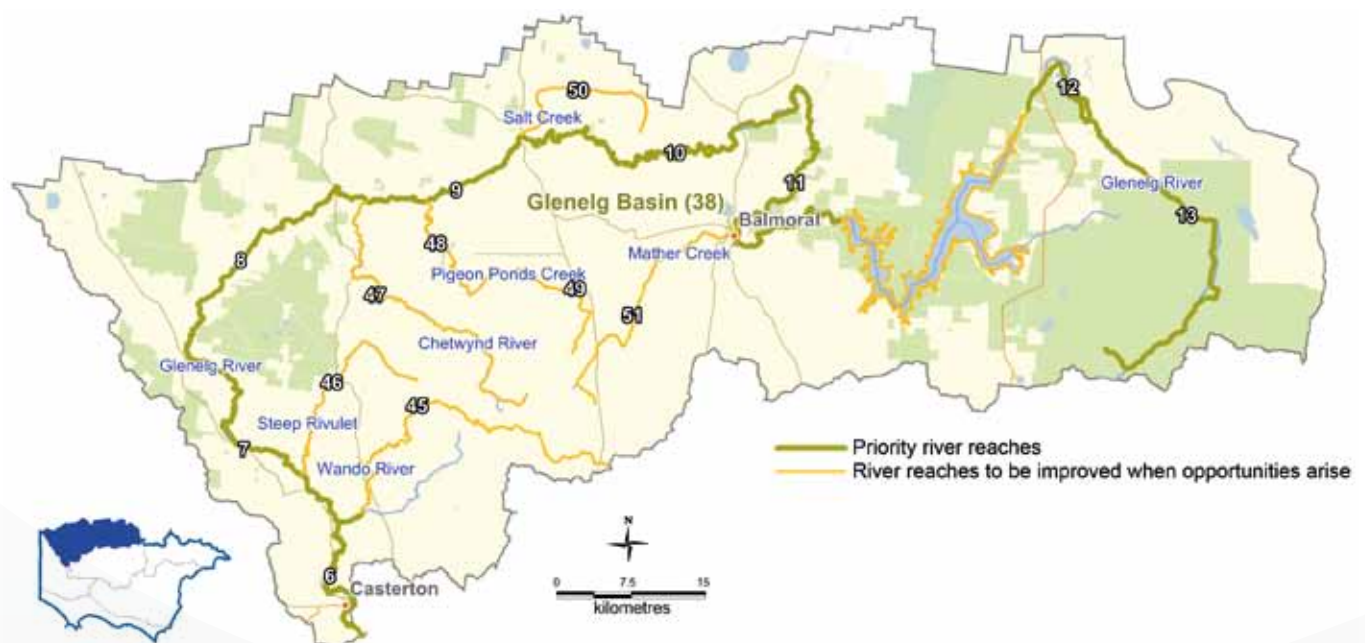 50
12
Salt Creek
10
Glenelg River
11
9
Glenelg Basin (38)
13
Balmoral
48
Mather Creek
8
Pigeon Ponds Creek
49
47
51
Chetwynd River
Glenelg River
46
45
Steep Rivulet
7
Priority river reaches
Wando River
River reaches to be improved when opportunities arise
N
6
Casterton
0 7.5 15
kilometres